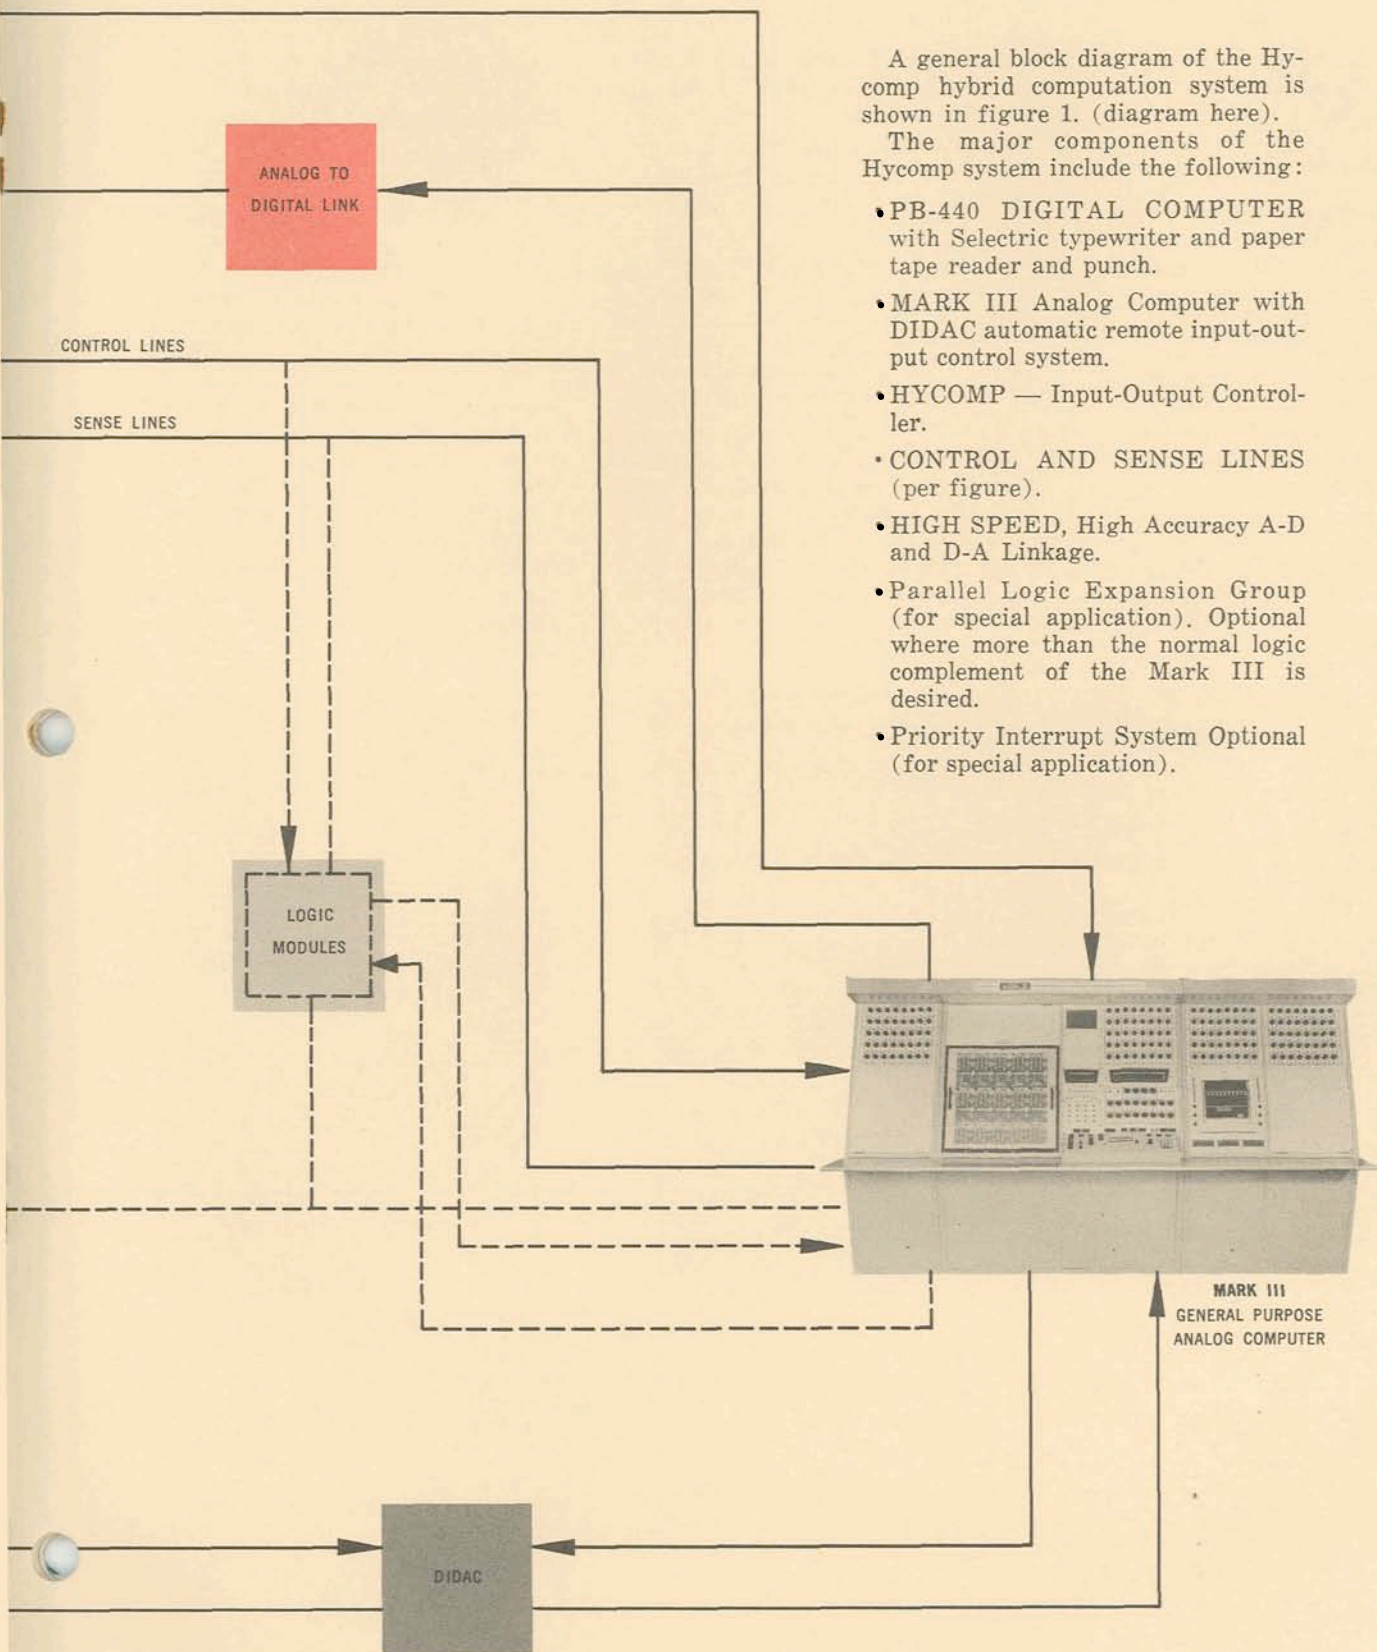 A general block diagram of the Hy-
comp hybrid computation system is
shown in figure 1. (diagram here).
The major components of the
Hycomp system include the following:
•PB-440 DIGITAL COMPUTER
with Selectric typewriter and paper
tape reader and punch.
•MARK III Analog Computer with
DIDAC automatic remote input-out-
put control system.
•HYCOMP — Input-Output Control-
ler.
•CONTROL AND SENSE LINES
(per figure).
•HIGH SPEED, High Accuracy A-D
and D-A Linkage.
•Parallel Logic Expansion Group
(for special application). Optional
where more than the normal logic
complement of the Mark III is
desired.
•Priority Interrupt System Optional
(for special application).
ANALOG TO
DIGITAL LINK
CONTROL LINES
SENSE LINES
LOGIC
MODULES
MARK III
GENERAL PURPOSE
ANALOG COMPUTER
DIDAC